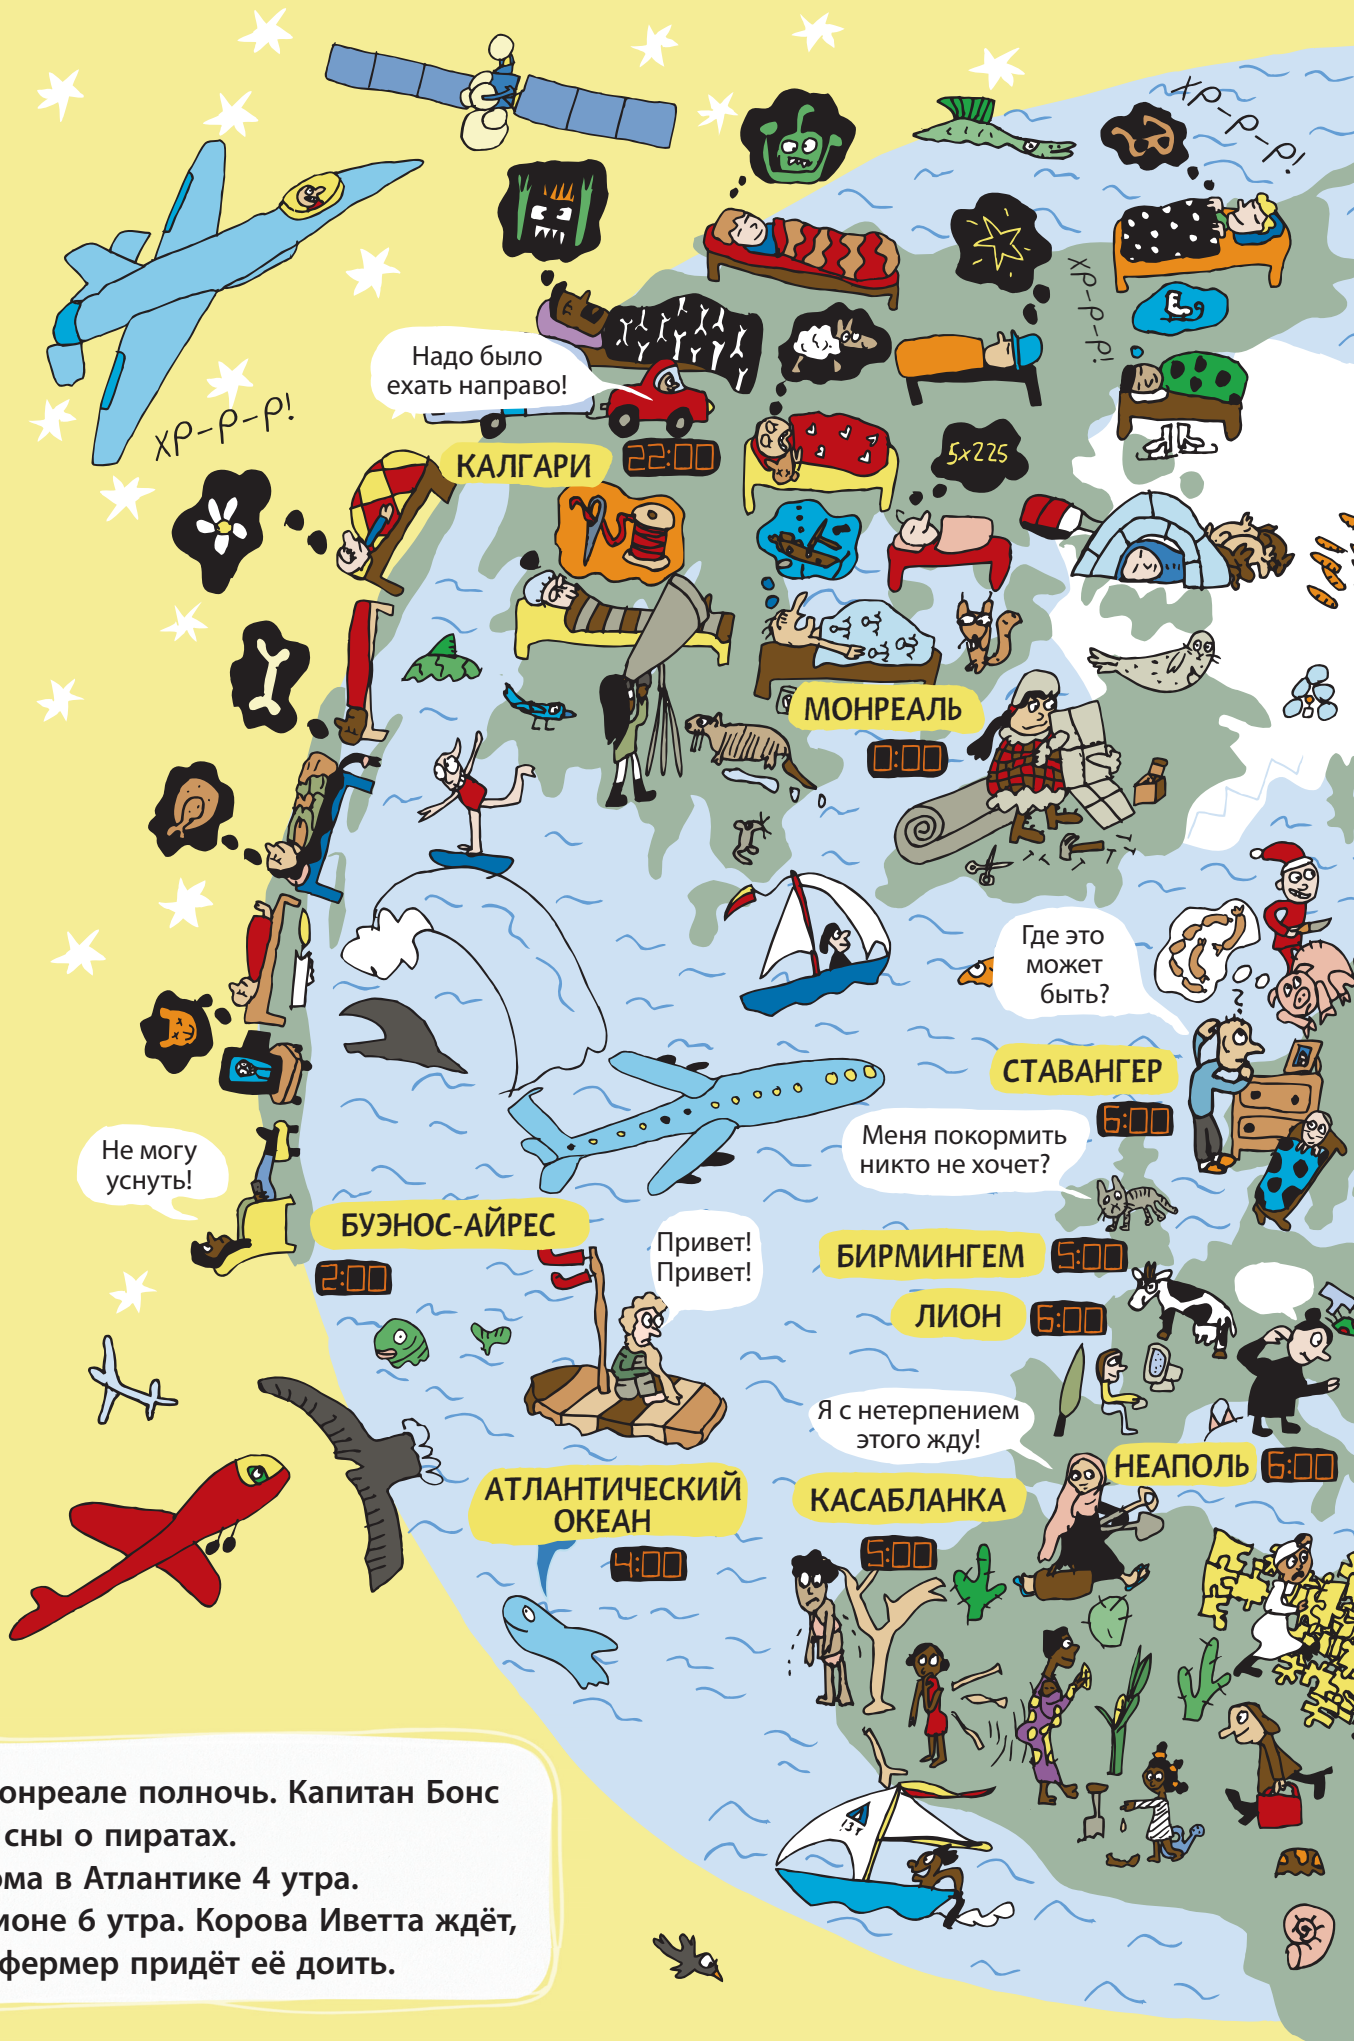 ХР-Р-Р!
Надо было
ехать направо!
ХР-Р-Р!
ХР-Р-Р!
КАЛГАРИ
22:00
5x225
МОНРЕАЛЬ
0:00
Где это
может
быть?
?
СТАВАНГЕР
6:00
Меня покормить
никто не хочет?
Не могу
уснуть!
БУЭНОС-АЙРЕС
2:00
Привет!
Привет!
БИРМИНГЕМ
5:00
ЛИОН
6:00
Я с нетерпением
этого жду!
НЕАПОЛЬ
6:00
АТЛАНТИЧЕСКИЙ
ОКЕАН
4:00
КАСАБЛАНКА
5:00
онреале полночь. Капитан Бонс
сны о пиратах.
ома в Атлантике 4 утра.
ионе 6 утра. Корова Иветта ждёт,
фермер придёт её доить.